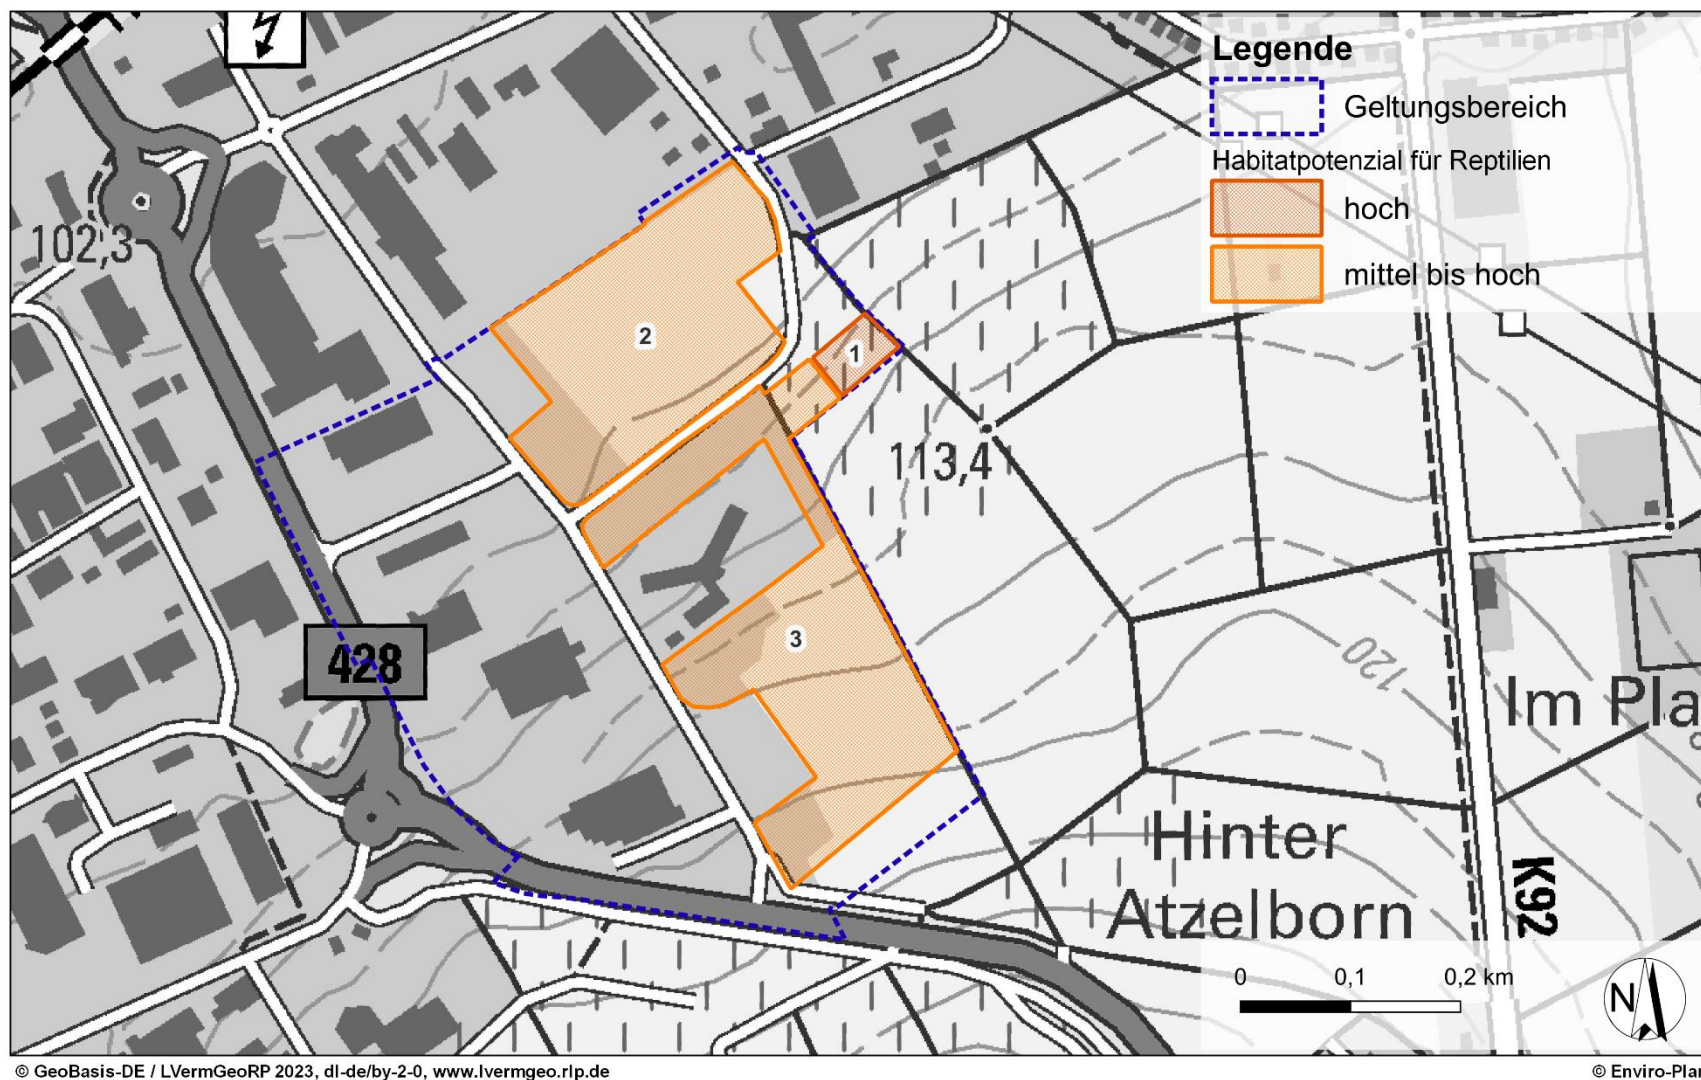 Legende
Geltungsbereich
Habitatpotenzial für Reptilien
hoch
mittel bis hoch
102,3
2
1
113,4
428
3
120
Im Pla
Hinter
Atzelborn
K92
0 0,1 0,2 km
N
© GeoBasis-DE / LVermGeoRP 2023, dl-de/by-2-0, www.lvermgeo.rlp.de
© Enviro-Plan